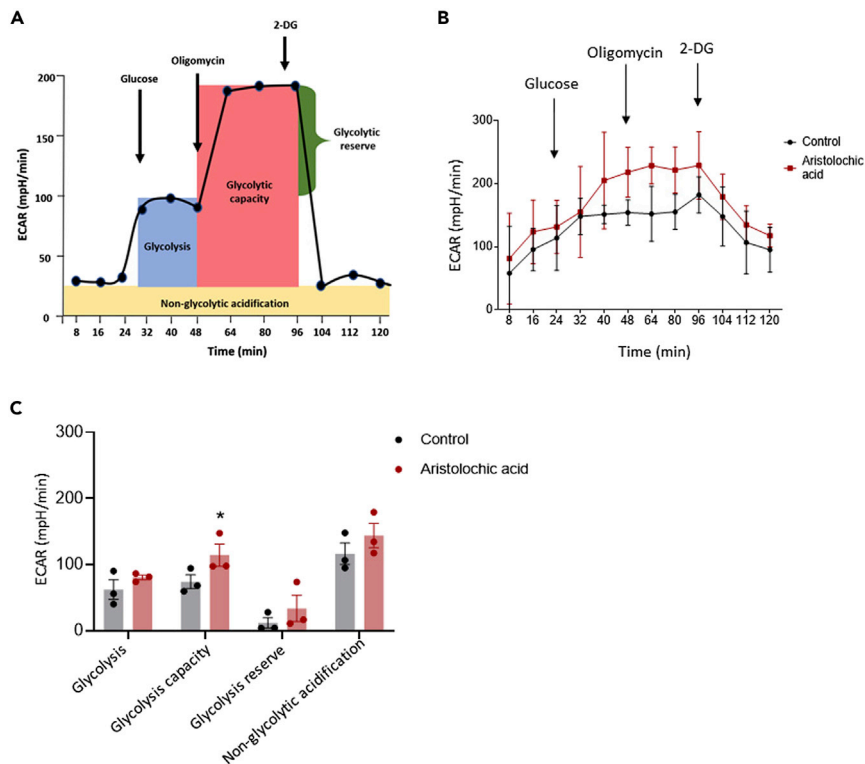 A
2-DG
Oligomycin
Glucose
200
150
100
50
0
ECAR (mpH/min)
Glycolytic
reserve
Glycolytic
capacity
Glycolysis
Non-glycolytic acidification
8 16 24 32 40 48 64 80 96 104 112 120
Time (min)
B
2-DG
Oligomycin
Glucose
300
200
100
0
ECAR (mpH/min)
Control
Aristolochic
acid
8 16 24 32 40 48 64 80 96 104 112 120
Time (min)
C
300
200
100
0
ECAR (mpH/min)
Control
Aristolochic acid
*
Glycolysis
Glycolysis capacity
Glycolysis reserve
Non-glycolytic acidification